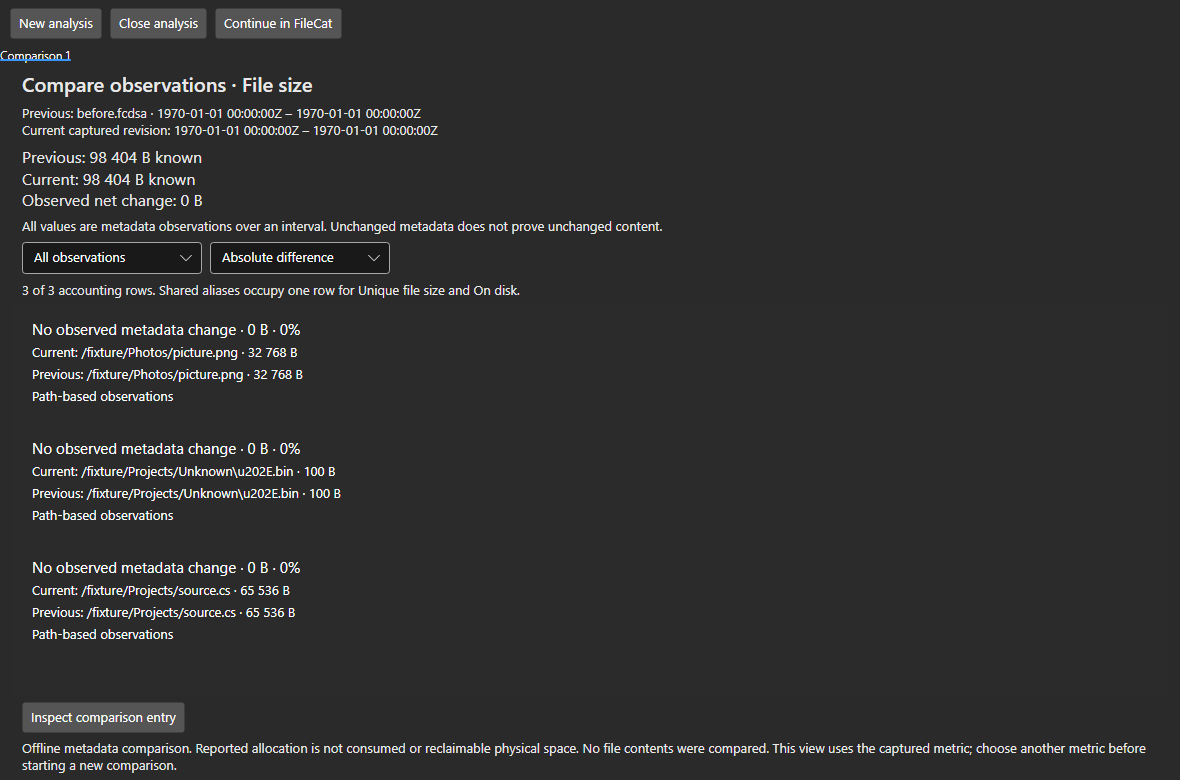 New analysis Close analysis Continue in FileCat
Comparison 1
Compare observations · File size
Previous: before.fcdsa · 1970-01-01 00:00:00Z – 1970-01-01 00:00:00Z
Current captured revision: 1970-01-01 00:00:00Z – 1970-01-01 00:00:00Z
Previous: 98 404 B known
Current: 98 404 B known
Observed net change: 0 B
All values are metadata observations over an interval. Unchanged metadata does not prove unchanged content.
All observations Absolute difference
3 of 3 accounting rows. Shared aliases occupy one row for Unique file size and On disk.
No observed metadata change · 0 B · 0%
Current: /fixture/Photos/picture.png · 32 768 B
Previous: /fixture/Photos/picture.png · 32 768 B
Path-based observations
No observed metadata change · 0 B · 0%
Current: /fixture/Projects/Unknown\u202E.bin · 100 B
Previous: /fixture/Projects/Unknown\u202E.bin · 100 B
Path-based observations
No observed metadata change · 0 B · 0%
Current: /fixture/Projects/source.cs · 65 536 B
Previous: /fixture/Projects/source.cs · 65 536 B
Path-based observations
Inspect comparison entry
Offline metadata comparison. Reported allocation is not consumed or reclaimable physical space. No file contents were compared. This view uses the captured metric; choose another metric before
starting a new comparison.